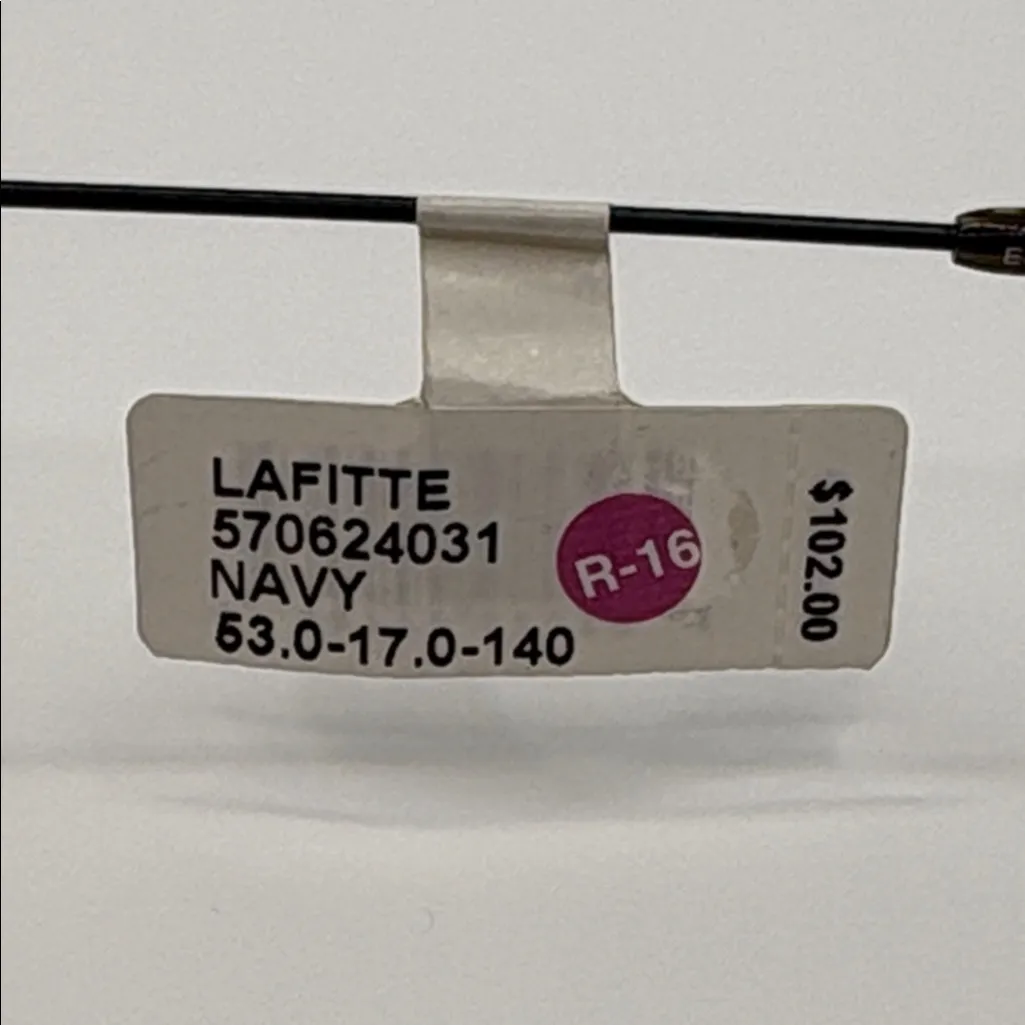 LAFITTE
570624031
NAVY
53.0-17.0-140
R-16
$102.00